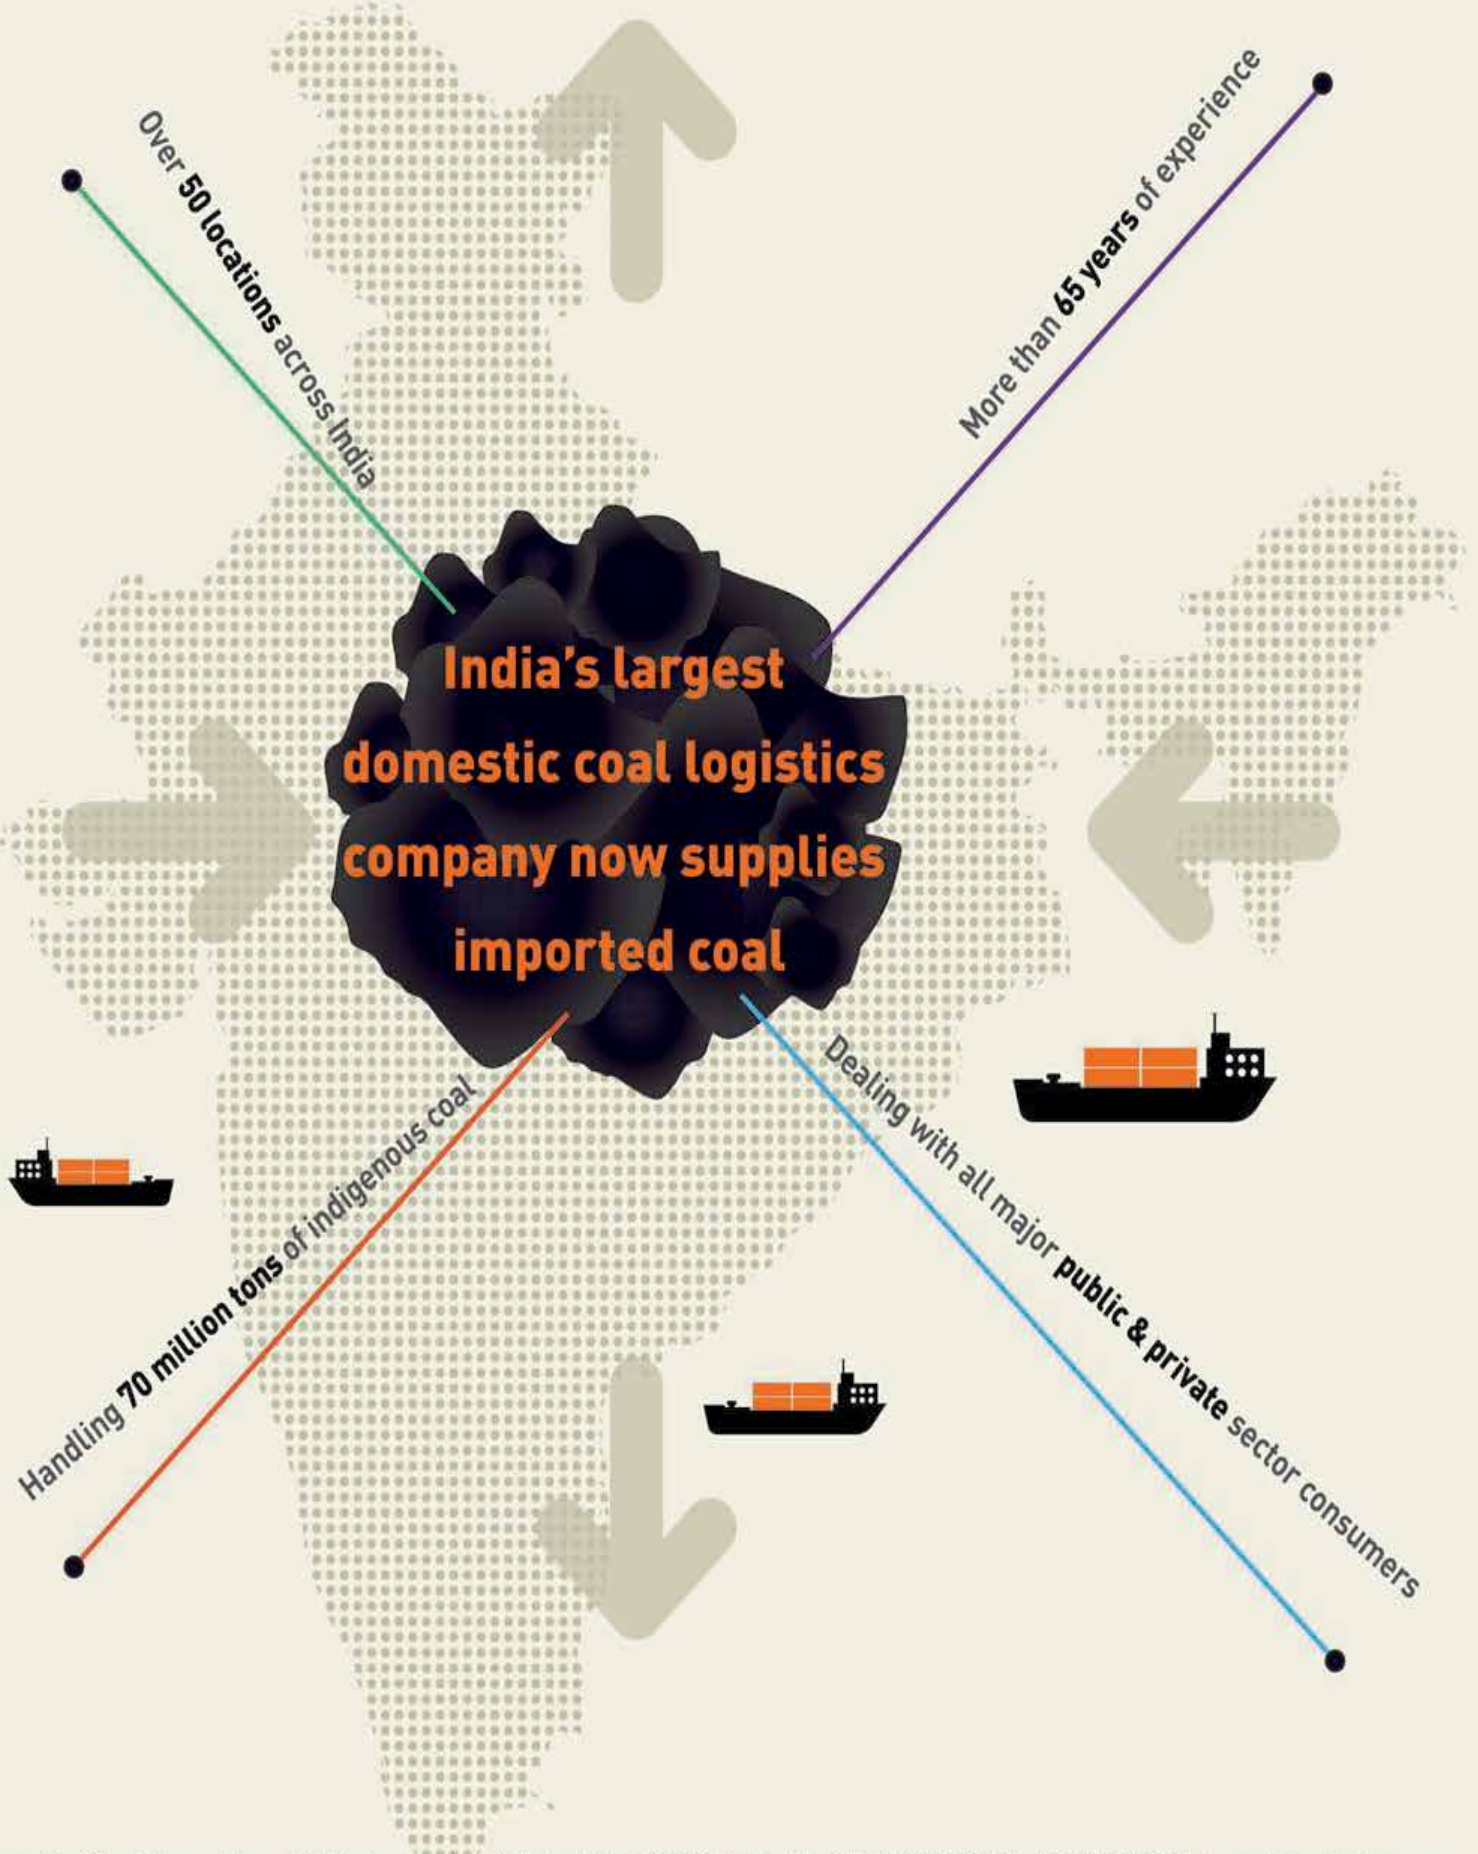 Over 50 locations across India
More than 65 years of experience
India's largest
domestic coal logistics
company now supplies
imported coal
Handling 70 million tons of indigenous coal
Dealing with all major public & private sector consumers